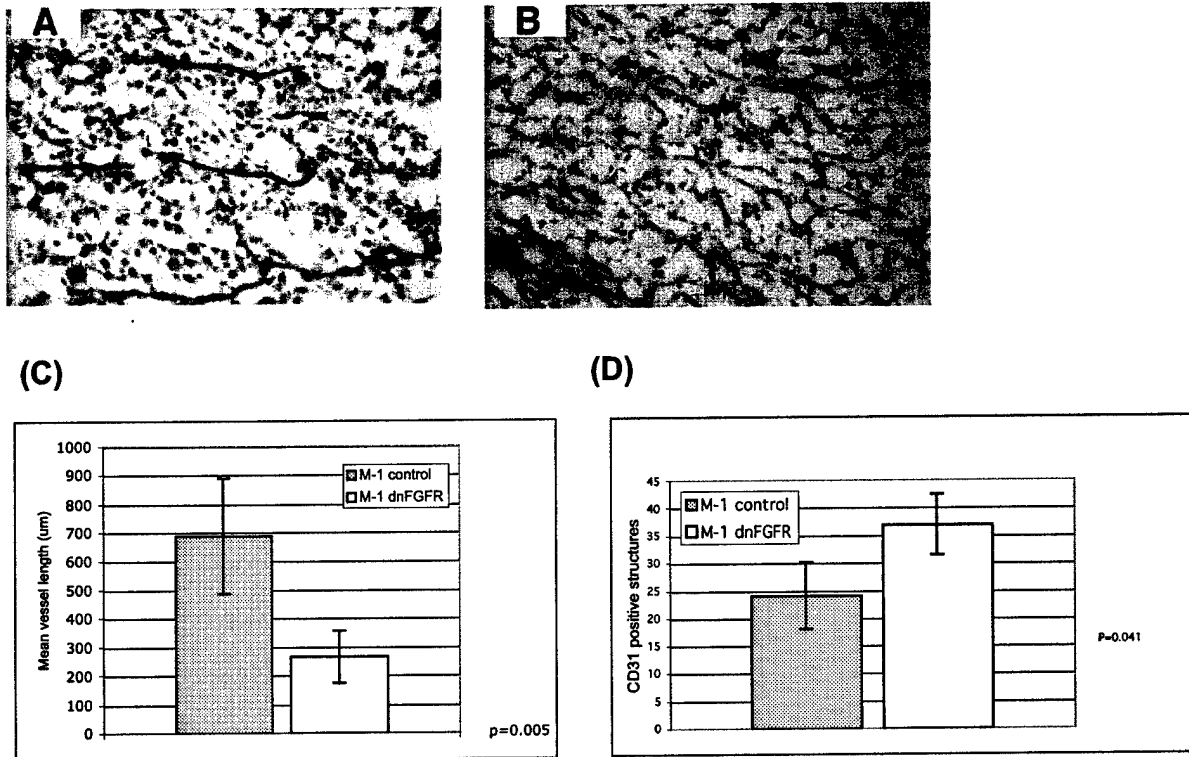 A
B
(C)
(D)
1000
900
800
700
600
500
400
300
200
100
0
Mean vessel length (um)
M-1 control
M-1 dnFGFR
p=0.005
45
40
35
30
25
20
15
10
5
0
CD31 positive structures
M-1 control
M-1 dnFGFR
P=0.041